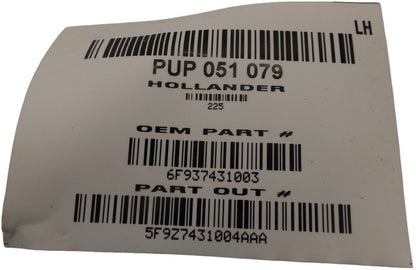 LH
PUP 051 079
HOLLANDER
225
OEM PART #
6F937431003
PART OUT #
5F9Z7431004AAA